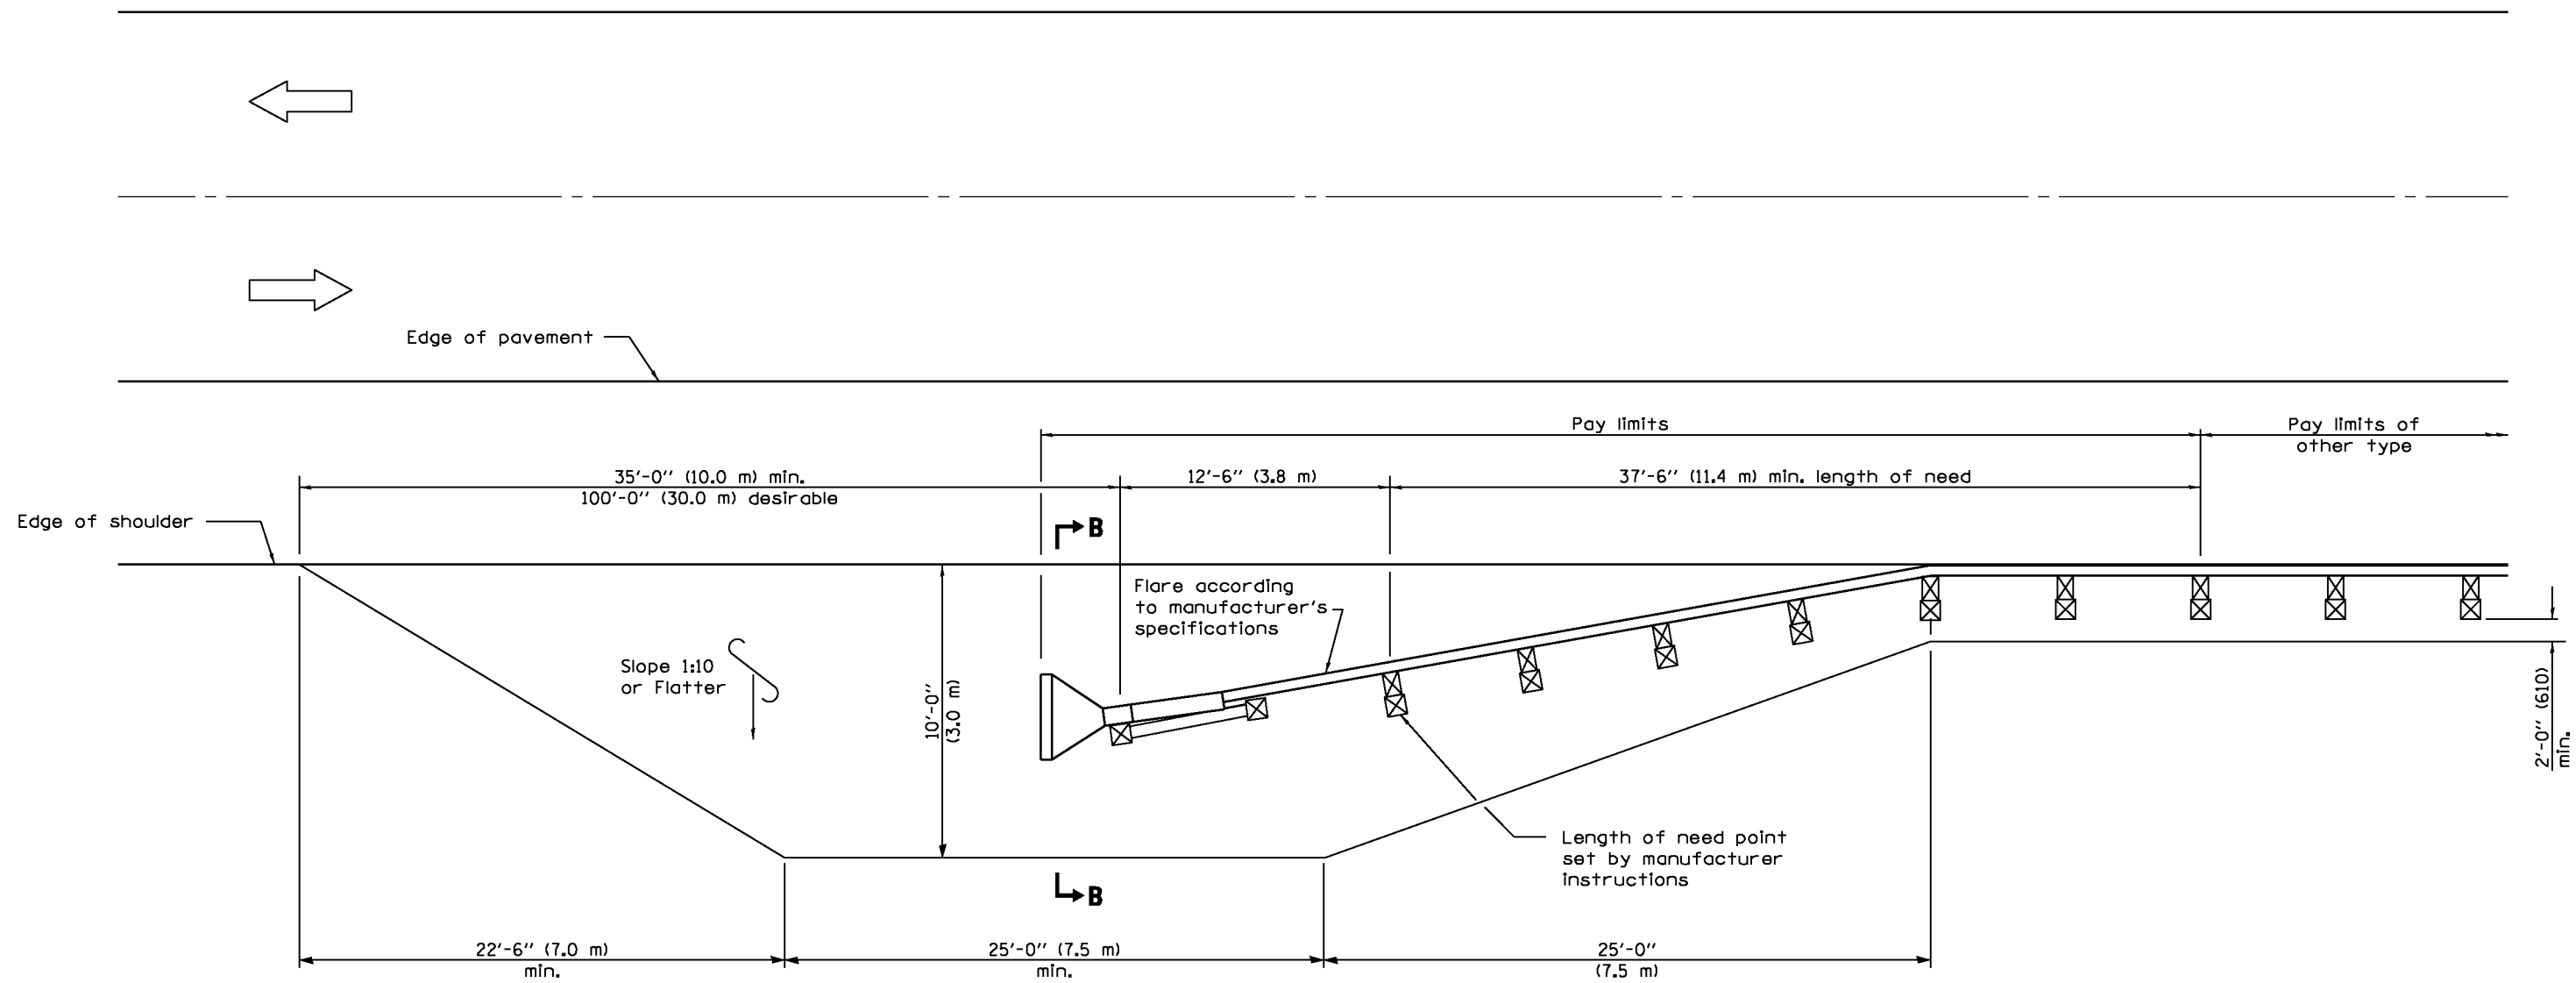 Edge of pavement
Pay limits
Pay limits of
other type
35'-0" (10.0 m) min.
100'-0" (30.0 m) desirable
12'-6" (3.8 m)
37'-6" (11.4 m) min. length of need
Edge of shoulder
B
Flare according
to manufacturer's
specifications
Slope 1:10
or Flatter
10'-0"
(3.0 m)
2'-0" (610)
min.
Length of need point
set by manufacturer
instructions
B
22'-6" (7.0 m)
min.
25'-0" (7.5 m)
min.
25'-0"
(7.5 m)